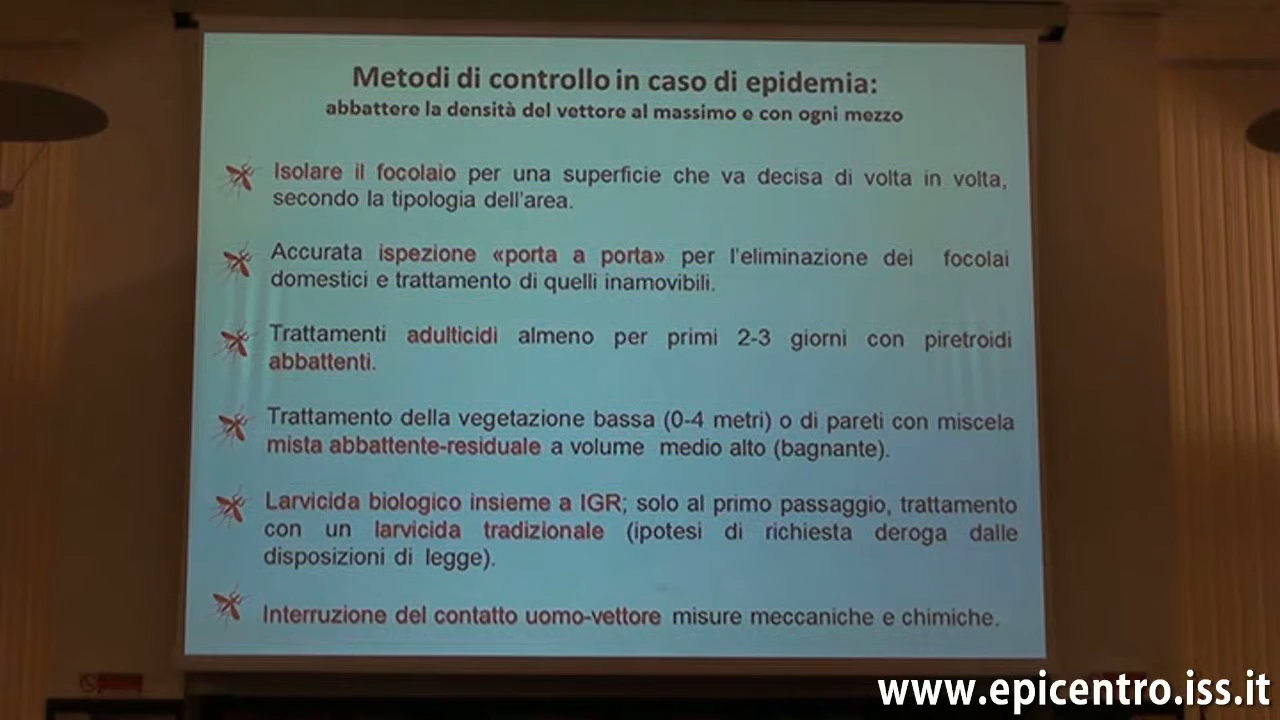 Metodi di controllo in caso di epidemia:
abbattere la densità del vettore al massimo e con ogni mezzo
Isolare il focolaio per una superficie che va decisa di volta in volta,
secondo la tipologia dell'area.
Accurata ispezione «porta a porta» per l'eliminazione dei focolai
domestici e trattamento di quelli inamovibili.
Trattamenti adulticidi almeno per primi 2-3 giorni con piretroidi
abbattenti.
Trattamento della vegetazione bassa (0-4 metri) o di pareti con miscela
mista abbattente-residuale a volume medio alto (bagnante).
Larvicida biologico insieme a IGR; solo al primo passaggio, trattamento
con un larvicida tradizionale (ipotesi di richiesta deroga dalle
disposizioni di legge).
Interruzione del contatto uomo-vettore misure meccaniche e chimiche.
www.epicentro.iss.it